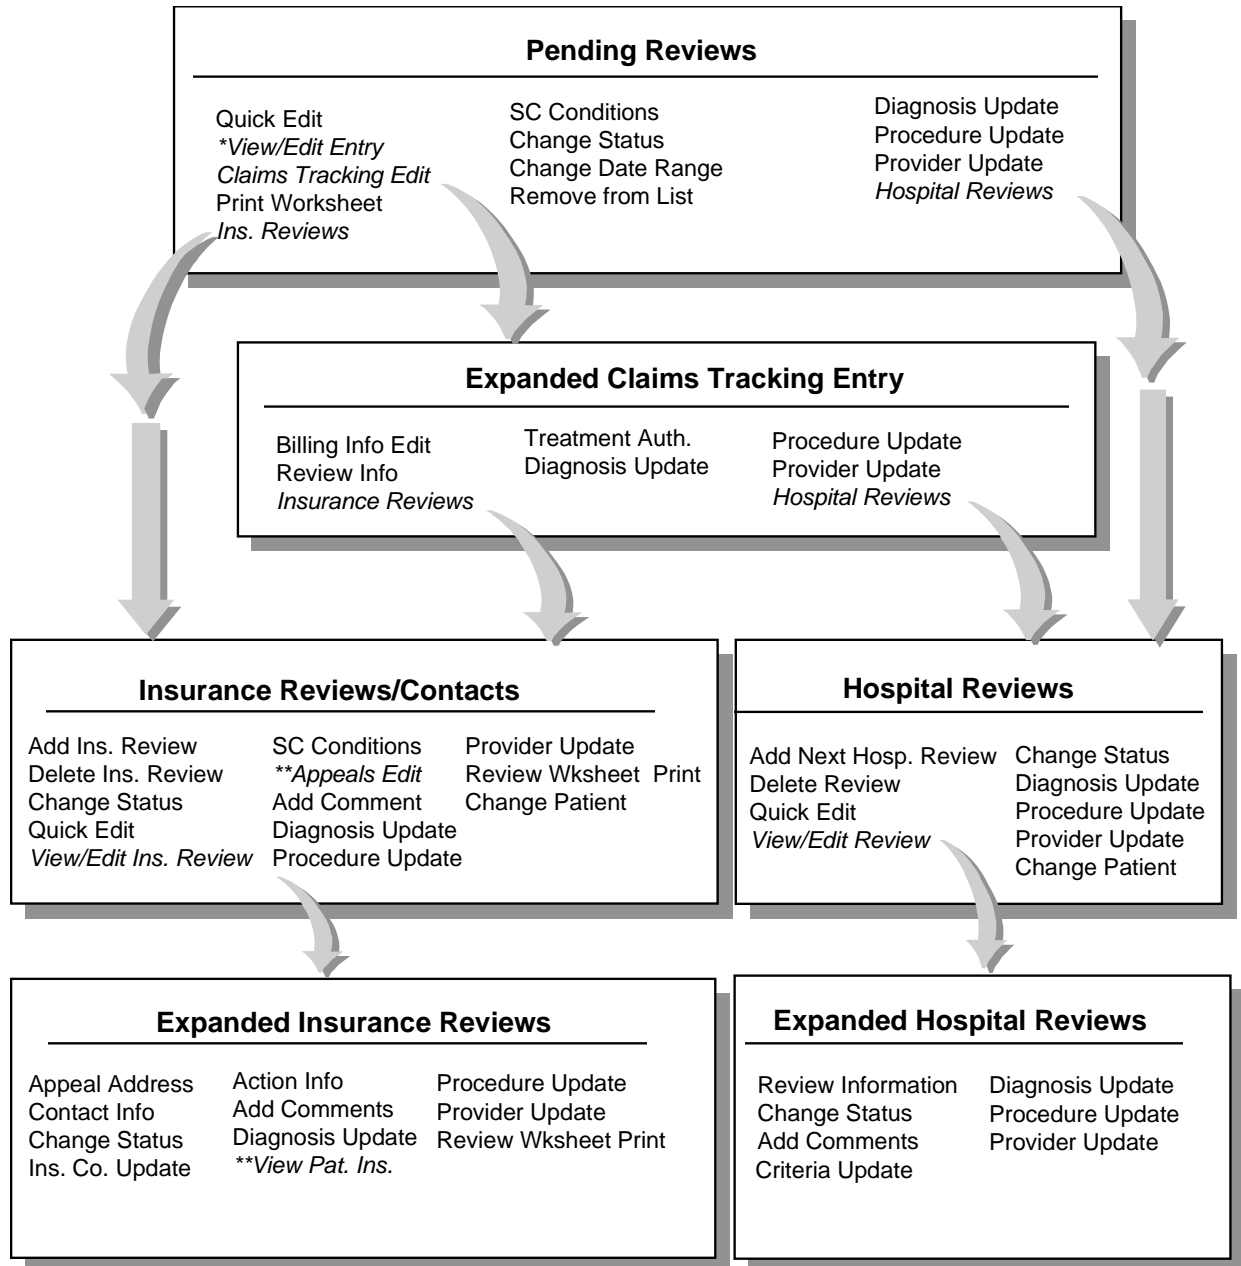 Pending Reviews
Quick Edit
*View/Edit Entry
Claims Tracking Edit
Print Worksheet
Ins. Reviews
SC Conditions
Change Status
Change Date Range
Remove from List
Diagnosis Update
Procedure Update
Provider Update
Hospital Reviews
Expanded Claims Tracking Entry
Billing Info Edit
Review Info
Insurance Reviews
Treatment Auth.
Diagnosis Update
Procedure Update
Provider Update
Hospital Reviews
Insurance Reviews/Contacts
Add Ins. Review
Delete Ins. Review
Change Status
Quick Edit
View/Edit Ins. Review
SC Conditions
**Appeals Edit
Add Comment
Diagnosis Update
Procedure Update
Provider Update
Review Wksheet  Print
Change Patient
Hospital Reviews
Add Next Hosp. Review
Delete Review
Quick Edit
View/Edit Review
Change Status
Diagnosis Update
Procedure Update
Provider Update
Change Patient
Expanded Insurance Reviews
Appeal Address
Contact Info
Change Status
Ins. Co. Update
Action Info
Add Comments
Diagnosis Update
**View Pat. Ins.
Procedure Update
Provider Update
Review Wksheet Print
Expanded Hospital Reviews
Review Information
Change Status
Add Comments
Criteria Update
Diagnosis Update
Procedure Update
Provider Update